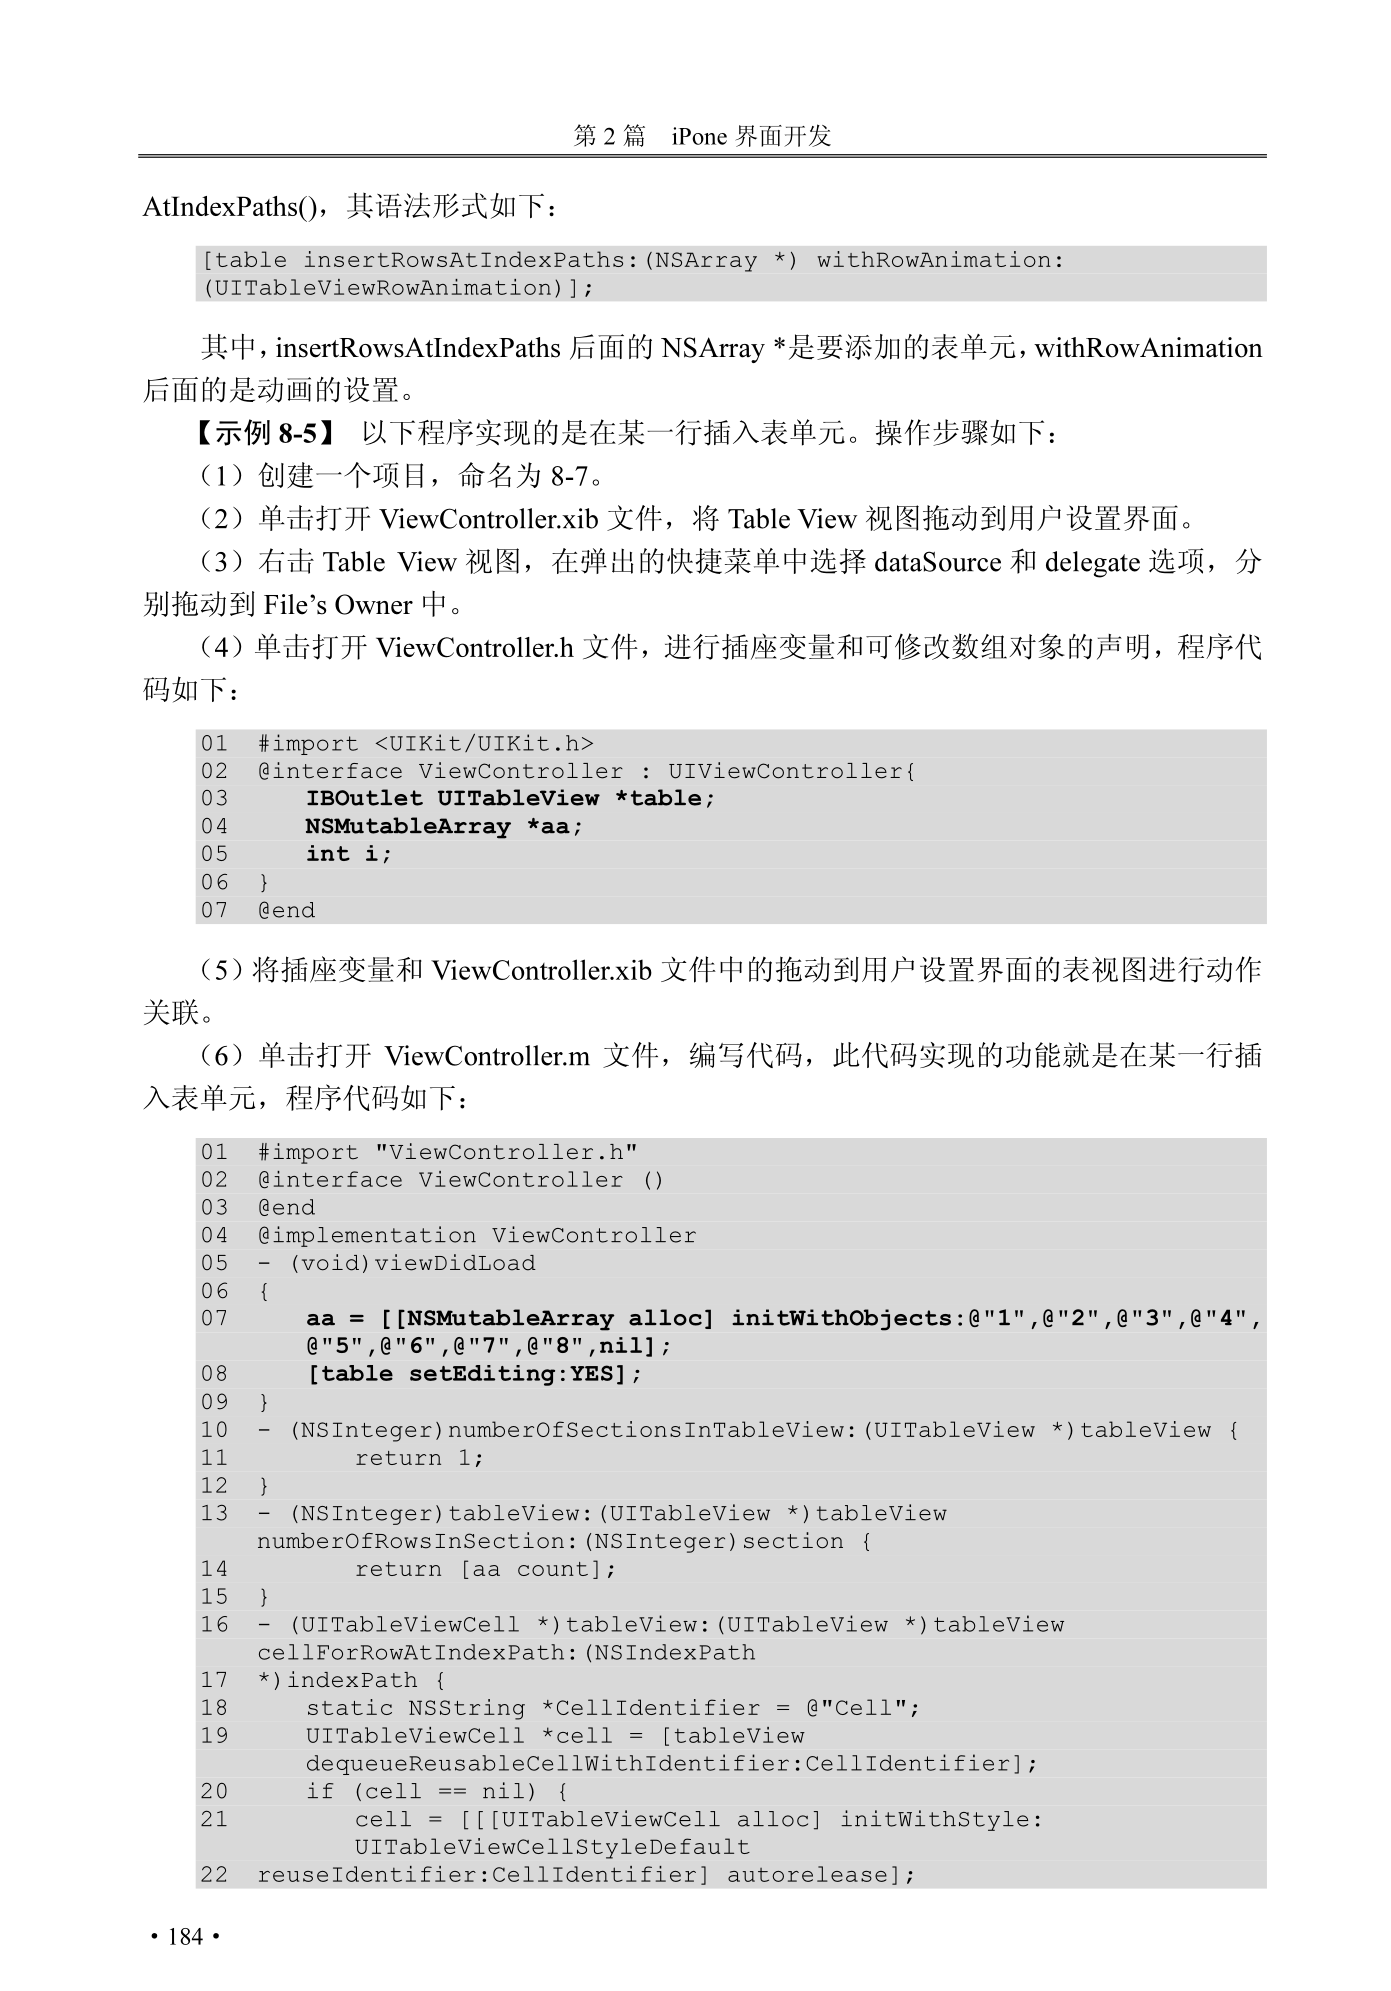 第 2 篇　iPone 界面开发
AtIndexPaths()，其语法形式如下：
[table insertRowsAtIndexPaths:(NSArray *) withRowAnimation:
(UITableViewRowAnimation)];
其中，insertRowsAtIndexPaths 后面的 NSArray *是要添加的表单元，withRowAnimation
后面的是动画的设置。
【示例 8-5】 以下程序实现的是在某一行插入表单元。操作步骤如下：
（1）创建一个项目，命名为 8-7。
（2）单击打开 ViewController.xib 文件，将 Table View 视图拖动到用户设置界面。
（3）右击 Table View 视图，在弹出的快捷菜单中选择 dataSource 和 delegate 选项，分
别拖动到 File’s Owner 中。
（4）单击打开 ViewController.h 文件，进行插座变量和可修改数组对象的声明，程序代
码如下：
01 #import <UIKit/UIKit.h>
02 @interface ViewController : UIViewController{
03 IBOutlet UITableView *table;
04 NSMutableArray *aa;
05 int i;
06 }
07 @end
（5）将插座变量和 ViewController.xib 文件中的拖动到用户设置界面的表视图进行动作
关联。
（6）单击打开 ViewController.m 文件，编写代码，此代码实现的功能就是在某一行插
入表单元，程序代码如下：
01 #import "ViewController.h"
02 @interface ViewController ()
03 @end
04 @implementation ViewController
05 - (void)viewDidLoad
06 {
07 aa = [[NSMutableArray alloc] initWithObjects:@"1",@"2",@"3",@"4",
@"5",@"6",@"7",@"8",nil];
08 [table setEditing:YES];
09 }
10 - (NSInteger)numberOfSectionsInTableView:(UITableView *)tableView {
11 return 1;
12 }
13 - (NSInteger)tableView:(UITableView *)tableView
numberOfRowsInSection:(NSInteger)section {
14 return [aa count];
15 }
16 - (UITableViewCell *)tableView:(UITableView *)tableView
cellForRowAtIndexPath:(NSIndexPath
17 *)indexPath {
18 static NSString *CellIdentifier = @"Cell";
19 UITableViewCell *cell = [tableView
dequeueReusableCellWithIdentifier:CellIdentifier];
20 if (cell == nil) {
21 cell = [[[UITableViewCell alloc] initWithStyle:
UITableViewCellStyleDefault
22 reuseIdentifier:CellIdentifier] autorelease];
• 184 •